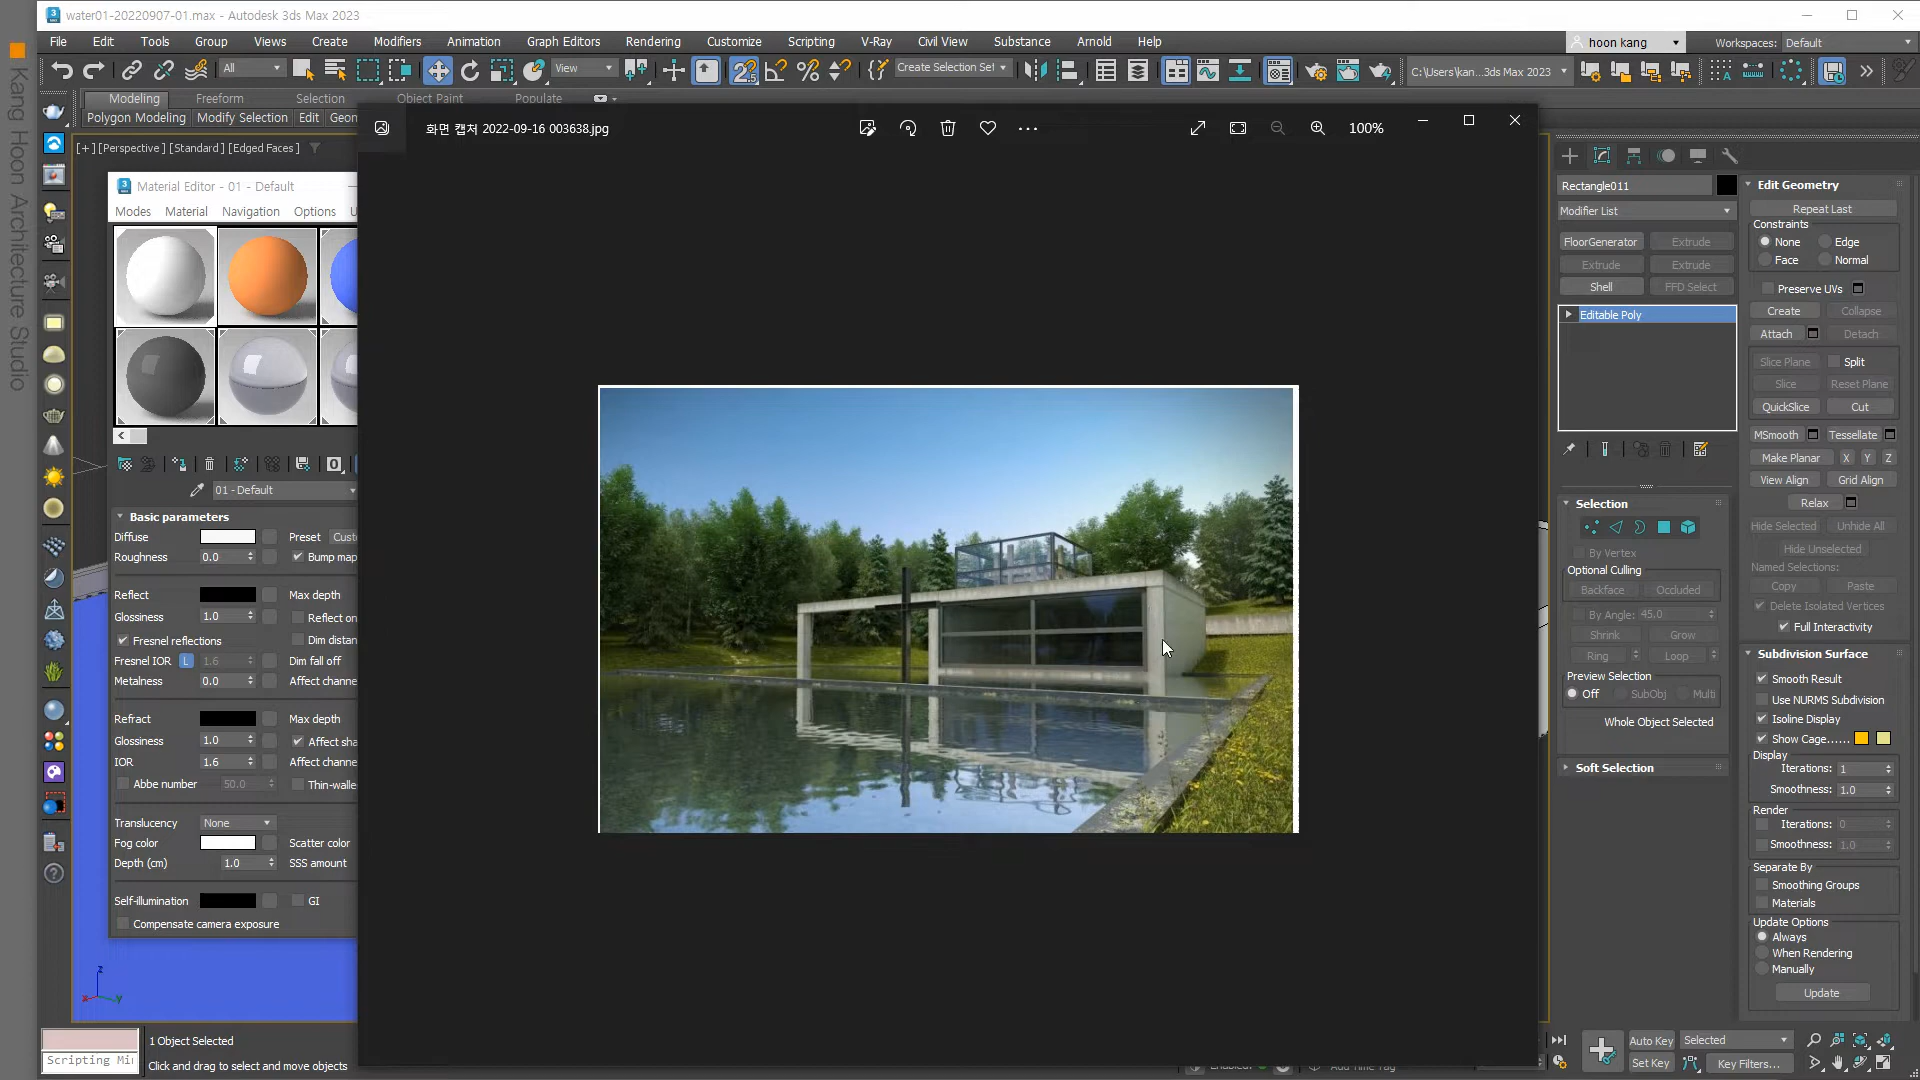 water01-20220907-01.max - Autodesk 3ds Max 2023
File Edit Tools Group Views Create Modifiers Animation Graph Editors Rendering Customize Scripting V-Ray Civil View Substance Arnold Help
hoon kang
Workspaces: Default
All
View
Create Selection Set
C:\Users\kan...3ds Max 2023
Modeling Freeform Selection Object Paint Populate
Polygon Modeling Modify Selection Edit
[+] [Perspective] [Standard] [Edged Faces]
Kang Hoon Architecture Studio
화면 캡처 2022-09-16 003638.jpg
100%
Material Editor - 01 - Default
Modes Material Navigation Options
01 - Default
Basic parameters
Diffuse Preset
Roughness 0.0 Bump map
Reflect Max depth
Glossiness 1.0 Reflect on
Fresnel reflections
Fresnel IOR L 1.6 Dim fall off
Metalness 0.0
Refract Max depth
Glossiness 1.0
IOR 1.6
Abbe number 50.0
Translucency None
Fog color Scatter color
Depth (cm) 1.0 SSS amount
Self-illumination GI
Compensate camera exposure
Rectangle011
Modifier List
FloorGenerator Extrude
Extrude Extrude
Shell FFD Select
Editable Poly
Selection
By Vertex
Optional Culling
Backface Occluded
By Angle: 45.0
Shrink Grow
Ring Loop
Preview Selection
Off SubObj Multi
Whole Object Selected
Soft Selection
Edit Geometry
Repeat Last
Constraints
None Edge
Face Normal
Preserve UVs
Create Collapse
Attach Detach
Slice Plane Split
Slice Reset Plane
QuickSlice Cut
MSmooth Tessellate
Make Planar X Y Z
View Align Grid Align
Relax
Hide Selected Unhide All
Hide Unselected
Named Selections:
Copy Paste
Delete Isolated Vertices
Full Interactivity
Subdivision Surface
Smooth Result
Use NURMS Subdivision
Isoline Display
Show Cage......
Display
Iterations: 1
Smoothness: 1.0
Render
Iterations: 0
Smoothness: 1.0
Separate By
Smoothing Groups
Materials
Update Options
Always
When Rendering
Manually
Update
z
x
y
1 Object Selected
Click and drag to select and move objects
Auto Key Selected
Set Key Key Filters...